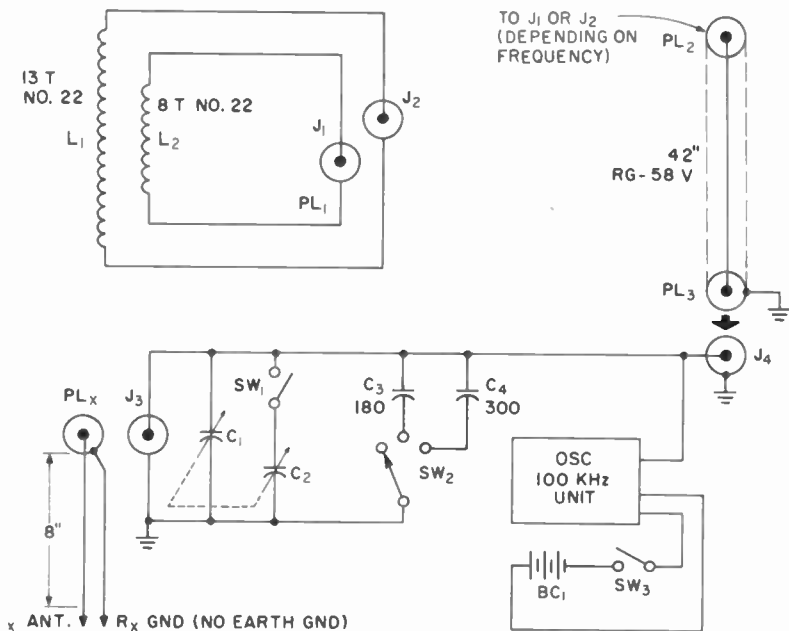 TO J₁ OR J₂
(DEPENDING ON
FREQUENCY)
PL₂
13 T
NO. 22
L₁
8 T NO. 22
L₂
J₁
J₂
PL₁
42"
RG-58 V
PL₃
J₄
PLₓ
J₃
SW₁
C₁
C₂
C₃
180
C₄
300
SW₂
OSC
100 KHz
UNIT
BC₁
SW₃
8"
ₓ ANT.
Rₓ GND (NO EARTH GND)